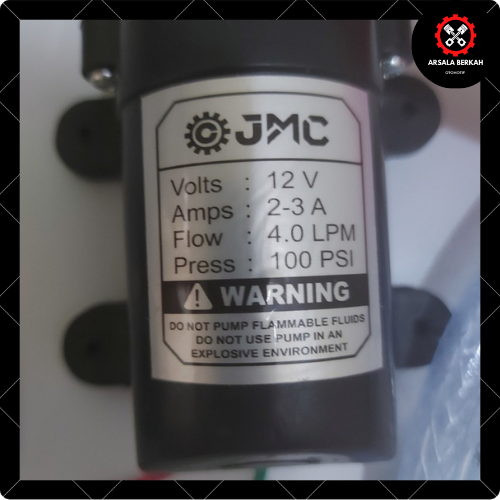 ARSALA BERKAH
OTOMOTIF
JMC
Volts : 12 V
Amps : 2-3 A
Flow : 4.0 LPM
Press : 100 PSI
WARNING
DO NOT PUMP FLAMMABLE FLUIDS
DO NOT USE PUMP IN AN
EXPLOSIVE ENVIRONMENT